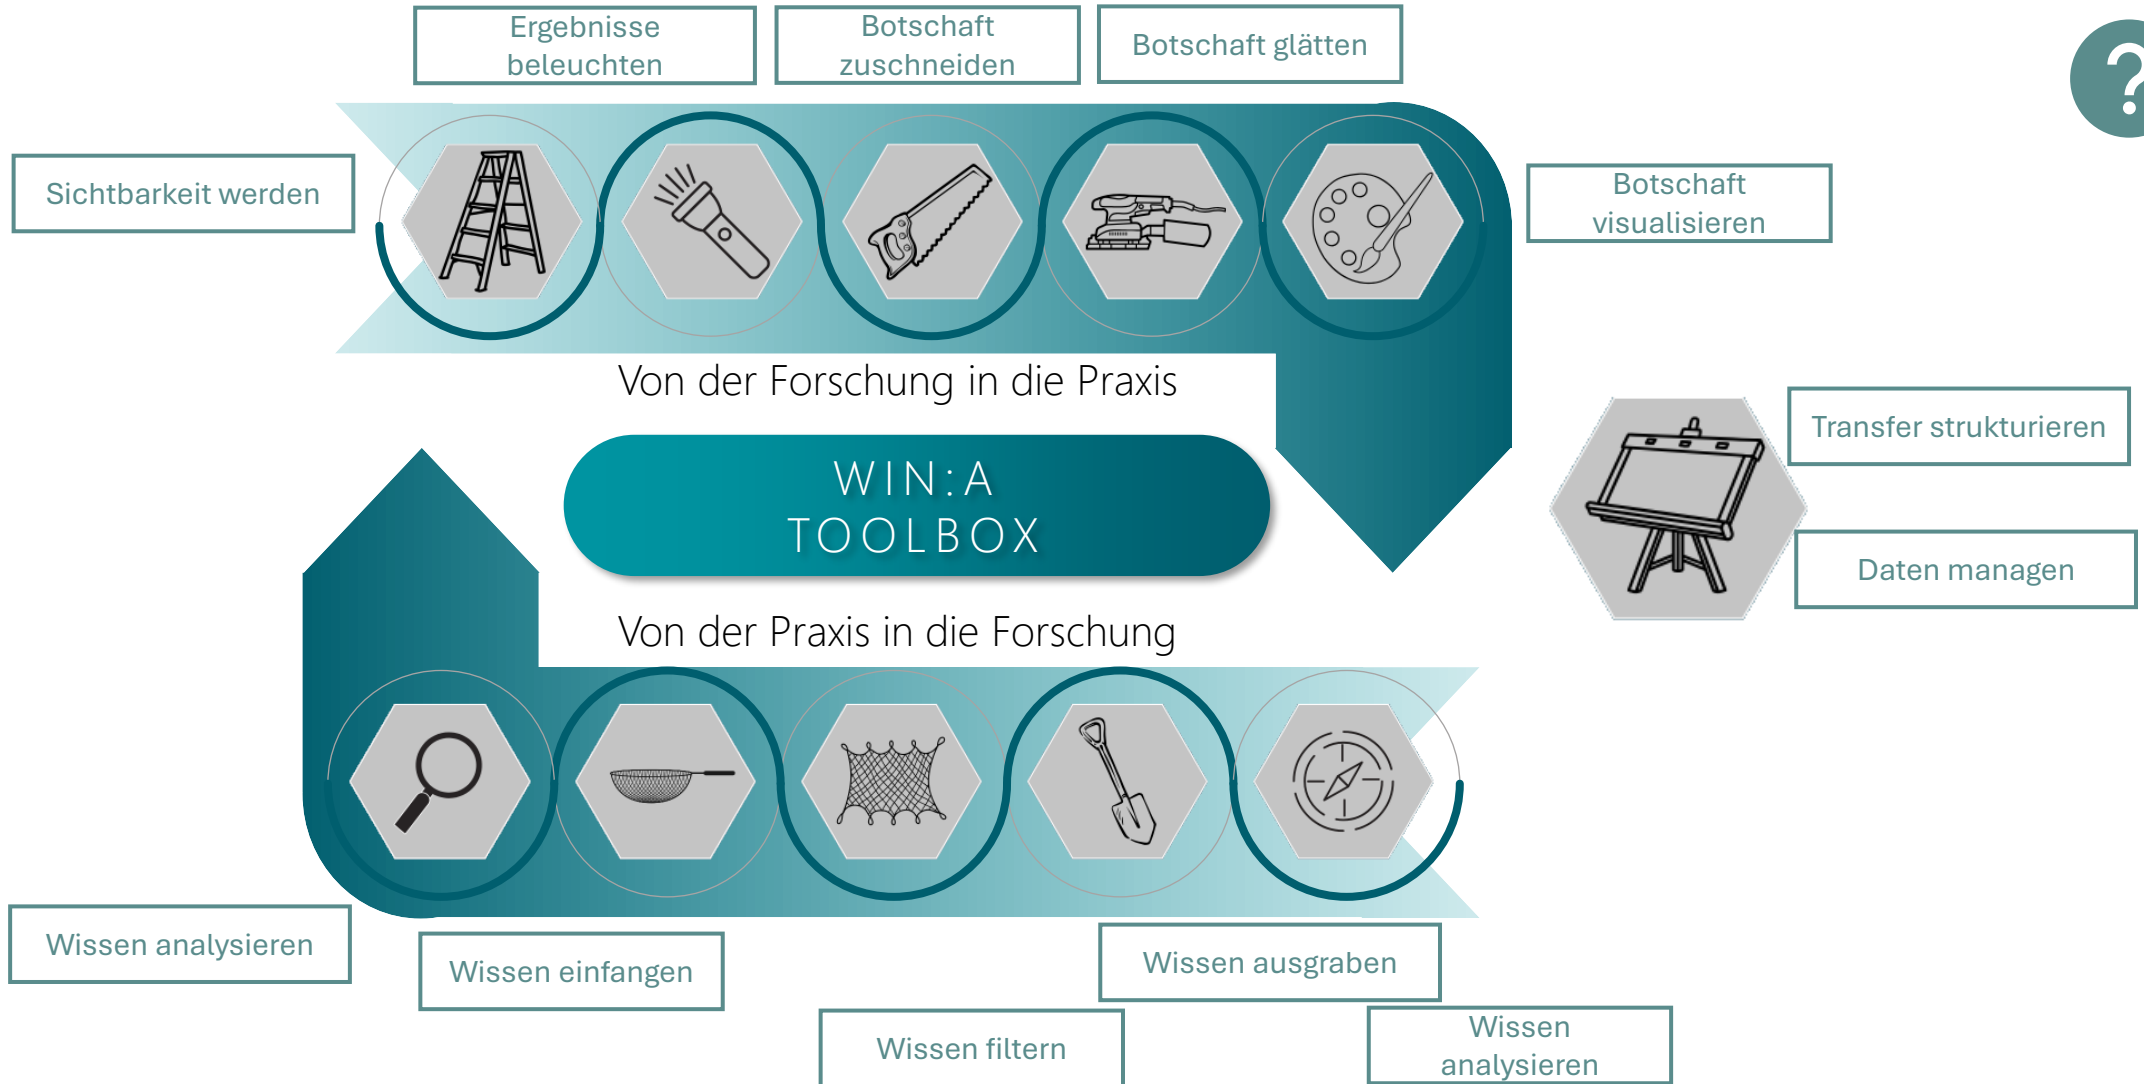 Ergebnisse
beleuchten
Botschaft
zuschneiden
Botschaft glätten
?
Sichtbarkeit werden
Botschaft
visualisieren
Von der Forschung in die Praxis
WIN:A
TOOLBOX
Transfer strukturieren
Daten managen
Von der Praxis in die Forschung
Wissen analysieren
Wissen einfangen
Wissen ausgraben
Wissen filtern
Wissen
analysieren